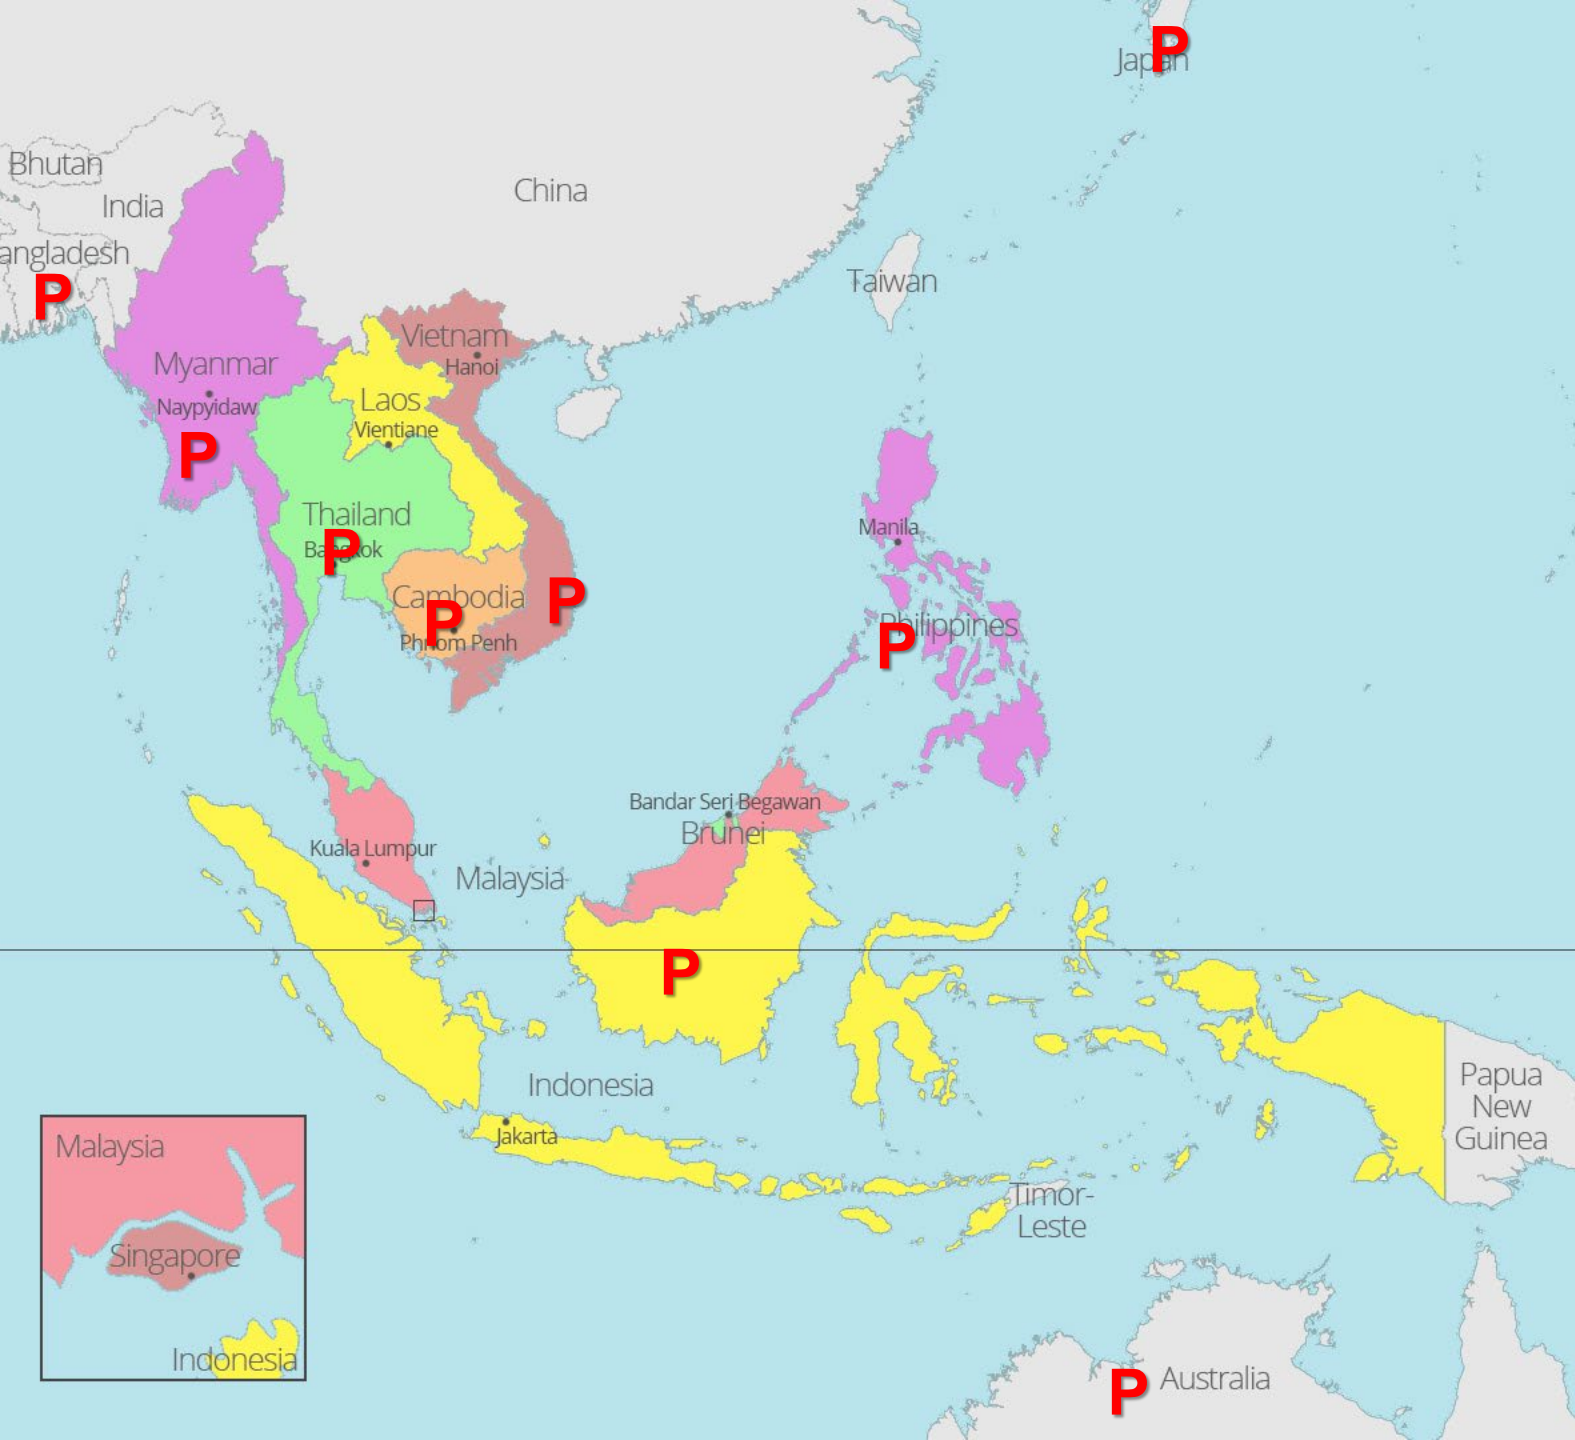 P
Japan
Bhutan
India
China
angladesh
P
Taiwan
Vietnam
Hanoi
Myanmar
Naypyidaw
Laos
Vientiane
P
Thailand
Bangkok
P
Manila
Cambodia
P
Phnom Penh
P
Philippines
P
Bandar Seri Begawan
Brunei
Kuala Lumpur
Malaysia
P
Indonesia
Jakarta
Papua
New
Guinea
Timor-
Leste
Malaysia
Singapore
Indonesia
P
Australia